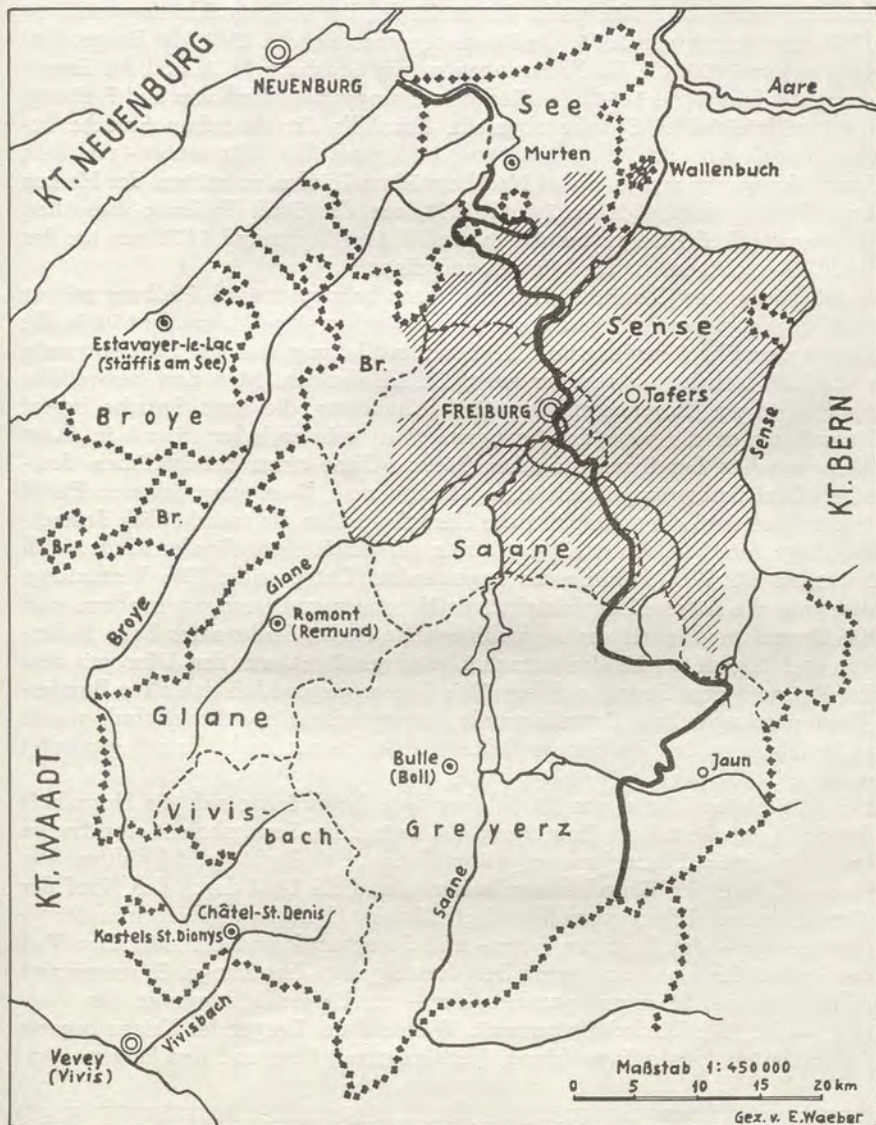 KT. NEUENBURG
NEUENBURG
See
Aare
Murten
Wallenbuch
Estavayer-le-Lac
(Stäffis am See)
Br.
Sense
Broye
FREIBURG
Tafers
Sense
KT. BERN
Br.
Br.
Broye
Glane
Saane
Romont
(Remund)
Glane
Bulle
(Boll)
Jaun
KT. WAADT
Vivis-
bach
Greyerz
Saane
Châtel-St. Denis
Kastels St. Dionys
Vivisbach
Vevey
(Vivis)
Maßstab 1:450000
0 5 10 15 20 km
Gez. v. E. Waeber